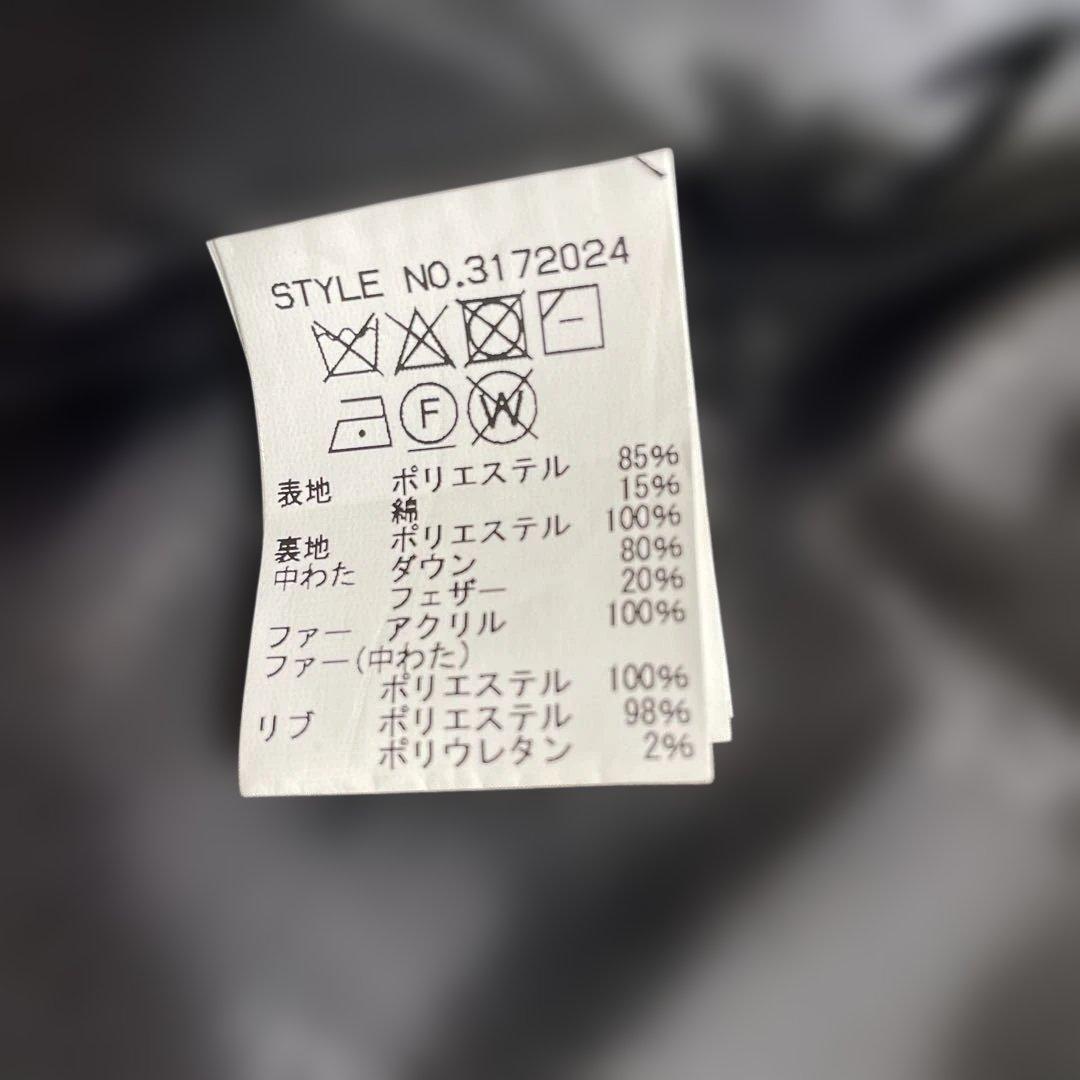 STYLE NO.3172024
F W
表地 ポリエステル 85%
綿 15%
裏地 ポリエステル 100%
中わた ダウン 80%
フェザー 20%
ファー アクリル 100%
ファー(中わた)
ポリエステル 100%
リブ ポリエステル 98%
ポリウレタン 2%